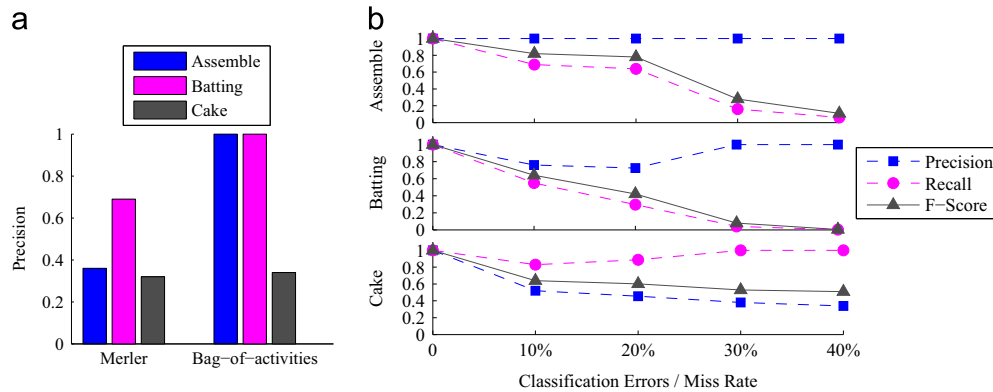 a
Assemble
Batting
Cake
Precision
1
0.8
0.6
0.4
0.2
0
Merler
Bag−of−activities
b
Assemble
1
0.8
0.6
0.4
0.2
0
Batting
1
0.8
0.6
0.4
0.2
0
Cake
1
0.8
0.6
0.4
0.2
0
0 10% 20% 30% 40%
Classification Errors / Miss Rate
Precision
Recall
F−Score